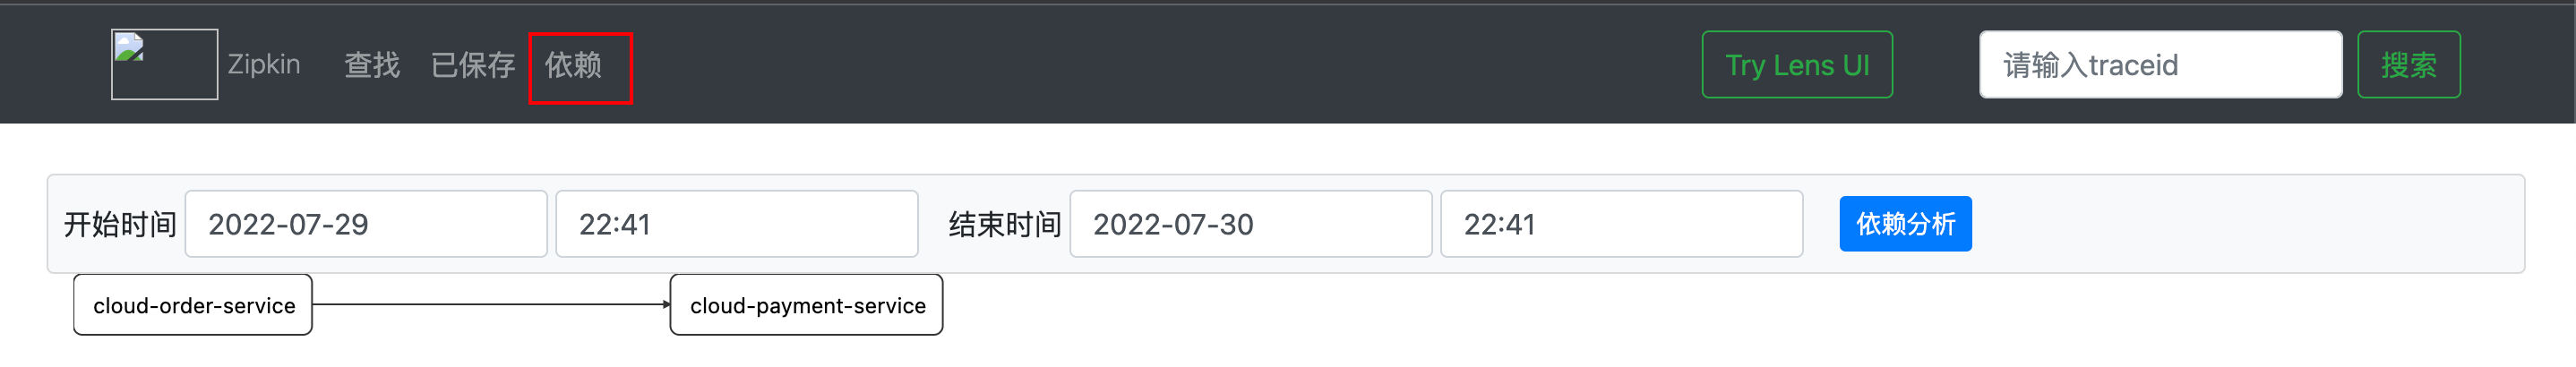 Zipkin 查找 已保存 依赖 Try Lens UI 请输入traceid 搜索
开始时间 2022-07-29 22:41 结束时间 2022-07-30 22:41 依赖分析
cloud-order-service cloud-payment-service